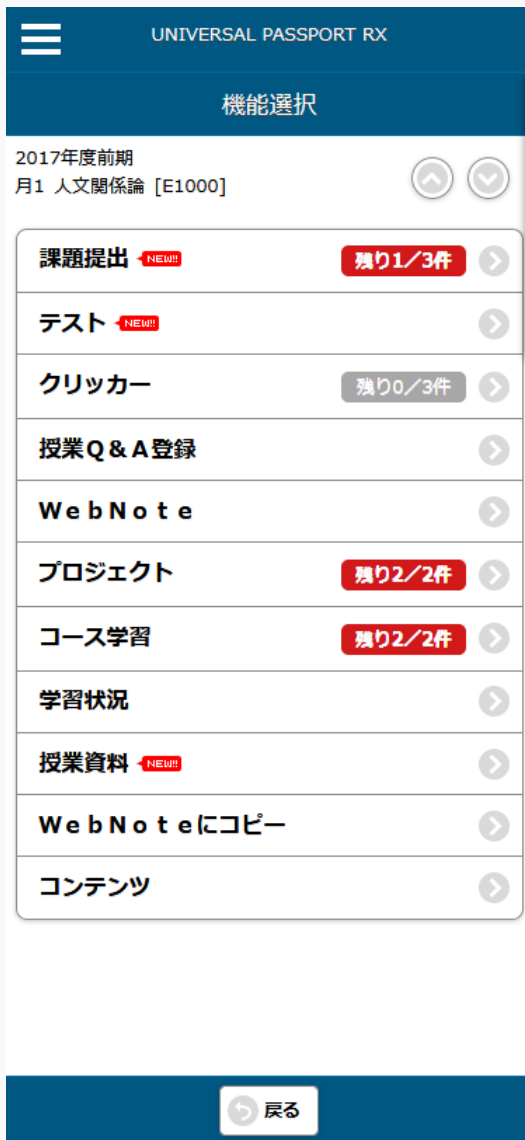 UNIVERSAL PASSPORT RX
機能選択
2017年度前期
月1 人文関係論 [E1000]
課題提出 NEW!! 残り1／3件
テスト NEW!!
クリッカー 残り0／3件
授業Ｑ＆Ａ登録
ＷｅｂＮｏｔｅ
プロジェクト 残り2／2件
コース学習 残り2／2件
学習状況
授業資料 NEW!!
ＷｅｂＮｏｔｅにコピー
コンテンツ
戻る